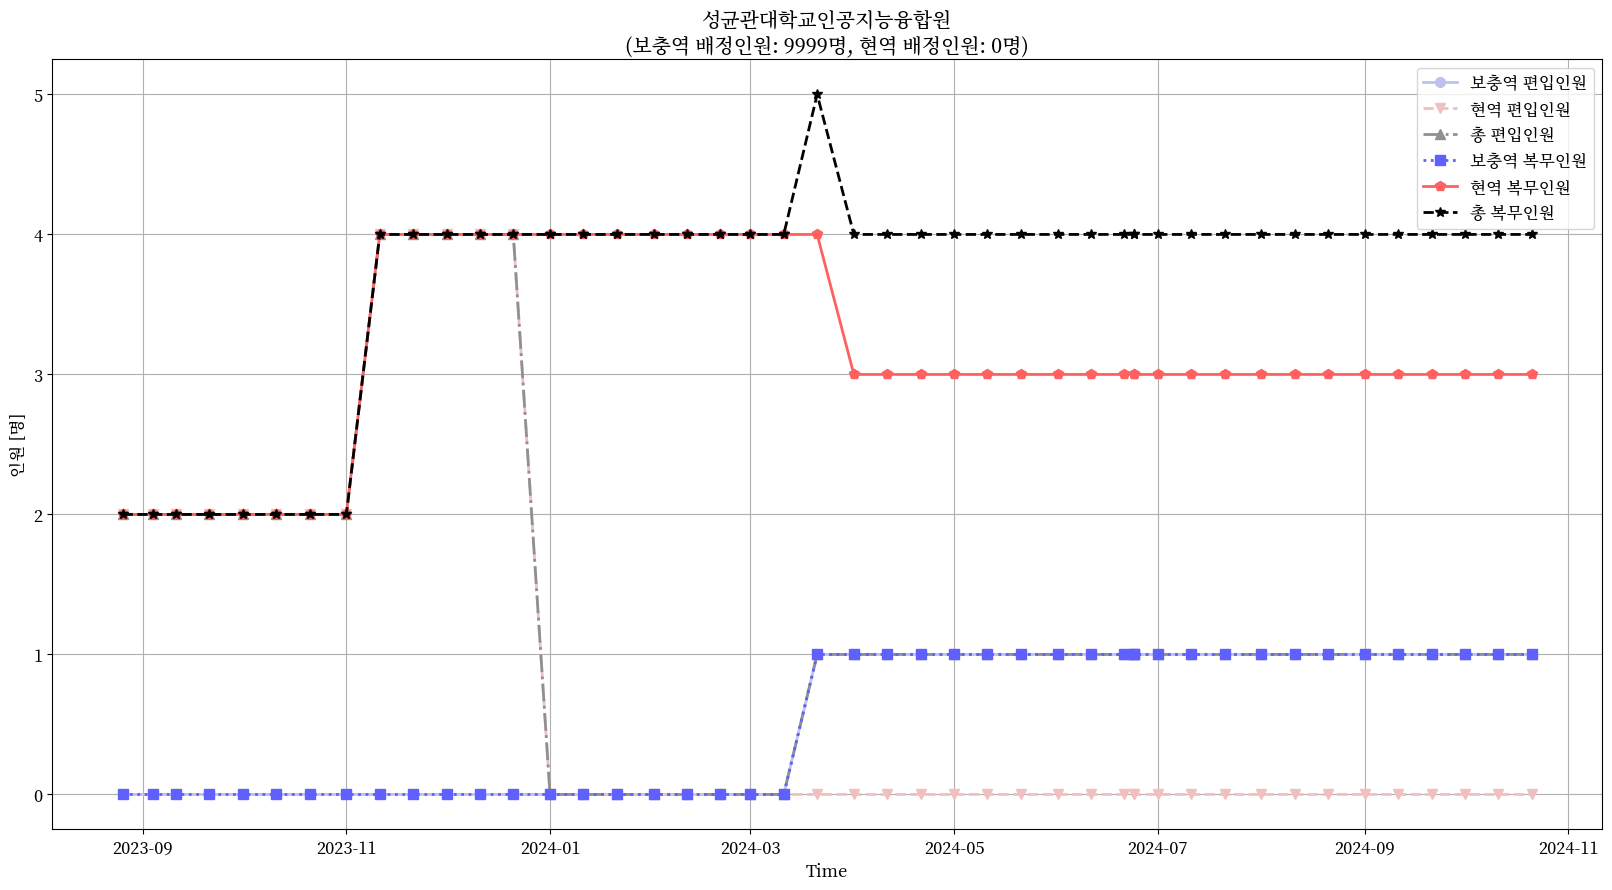 성균관대학교인공지능융합원
(보충역 배정인원: 9999명, 현역 배정인원: 0명)
보충역 편입인원
현역 편입인원
총 편입인원
보충역 복무인원
현역 복무인원
총 복무인원
인원 [명]
5
4
3
2
1
0
2023-09
2023-11
2024-01
2024-03
2024-05
2024-07
2024-09
2024-11
Time